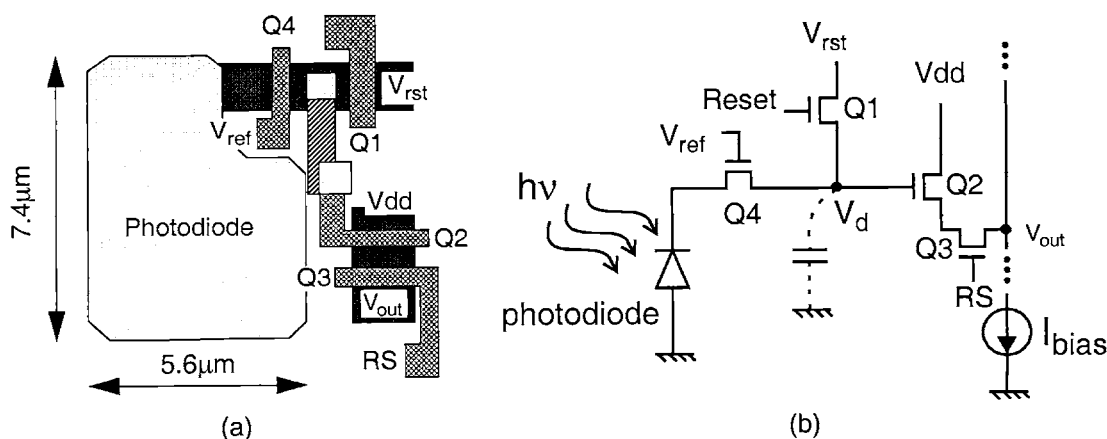 Q4
V_rst
Q1
V_ref
Photodiode
7.4μm
Vdd
Q2
Q3
V_out
RS
5.6μm
(a)
V_rst
Reset
Q1
Vdd
V_ref
hν
Q4
V_d
Q2
Q3
V_out
RS
photodiode
I_bias
(b)